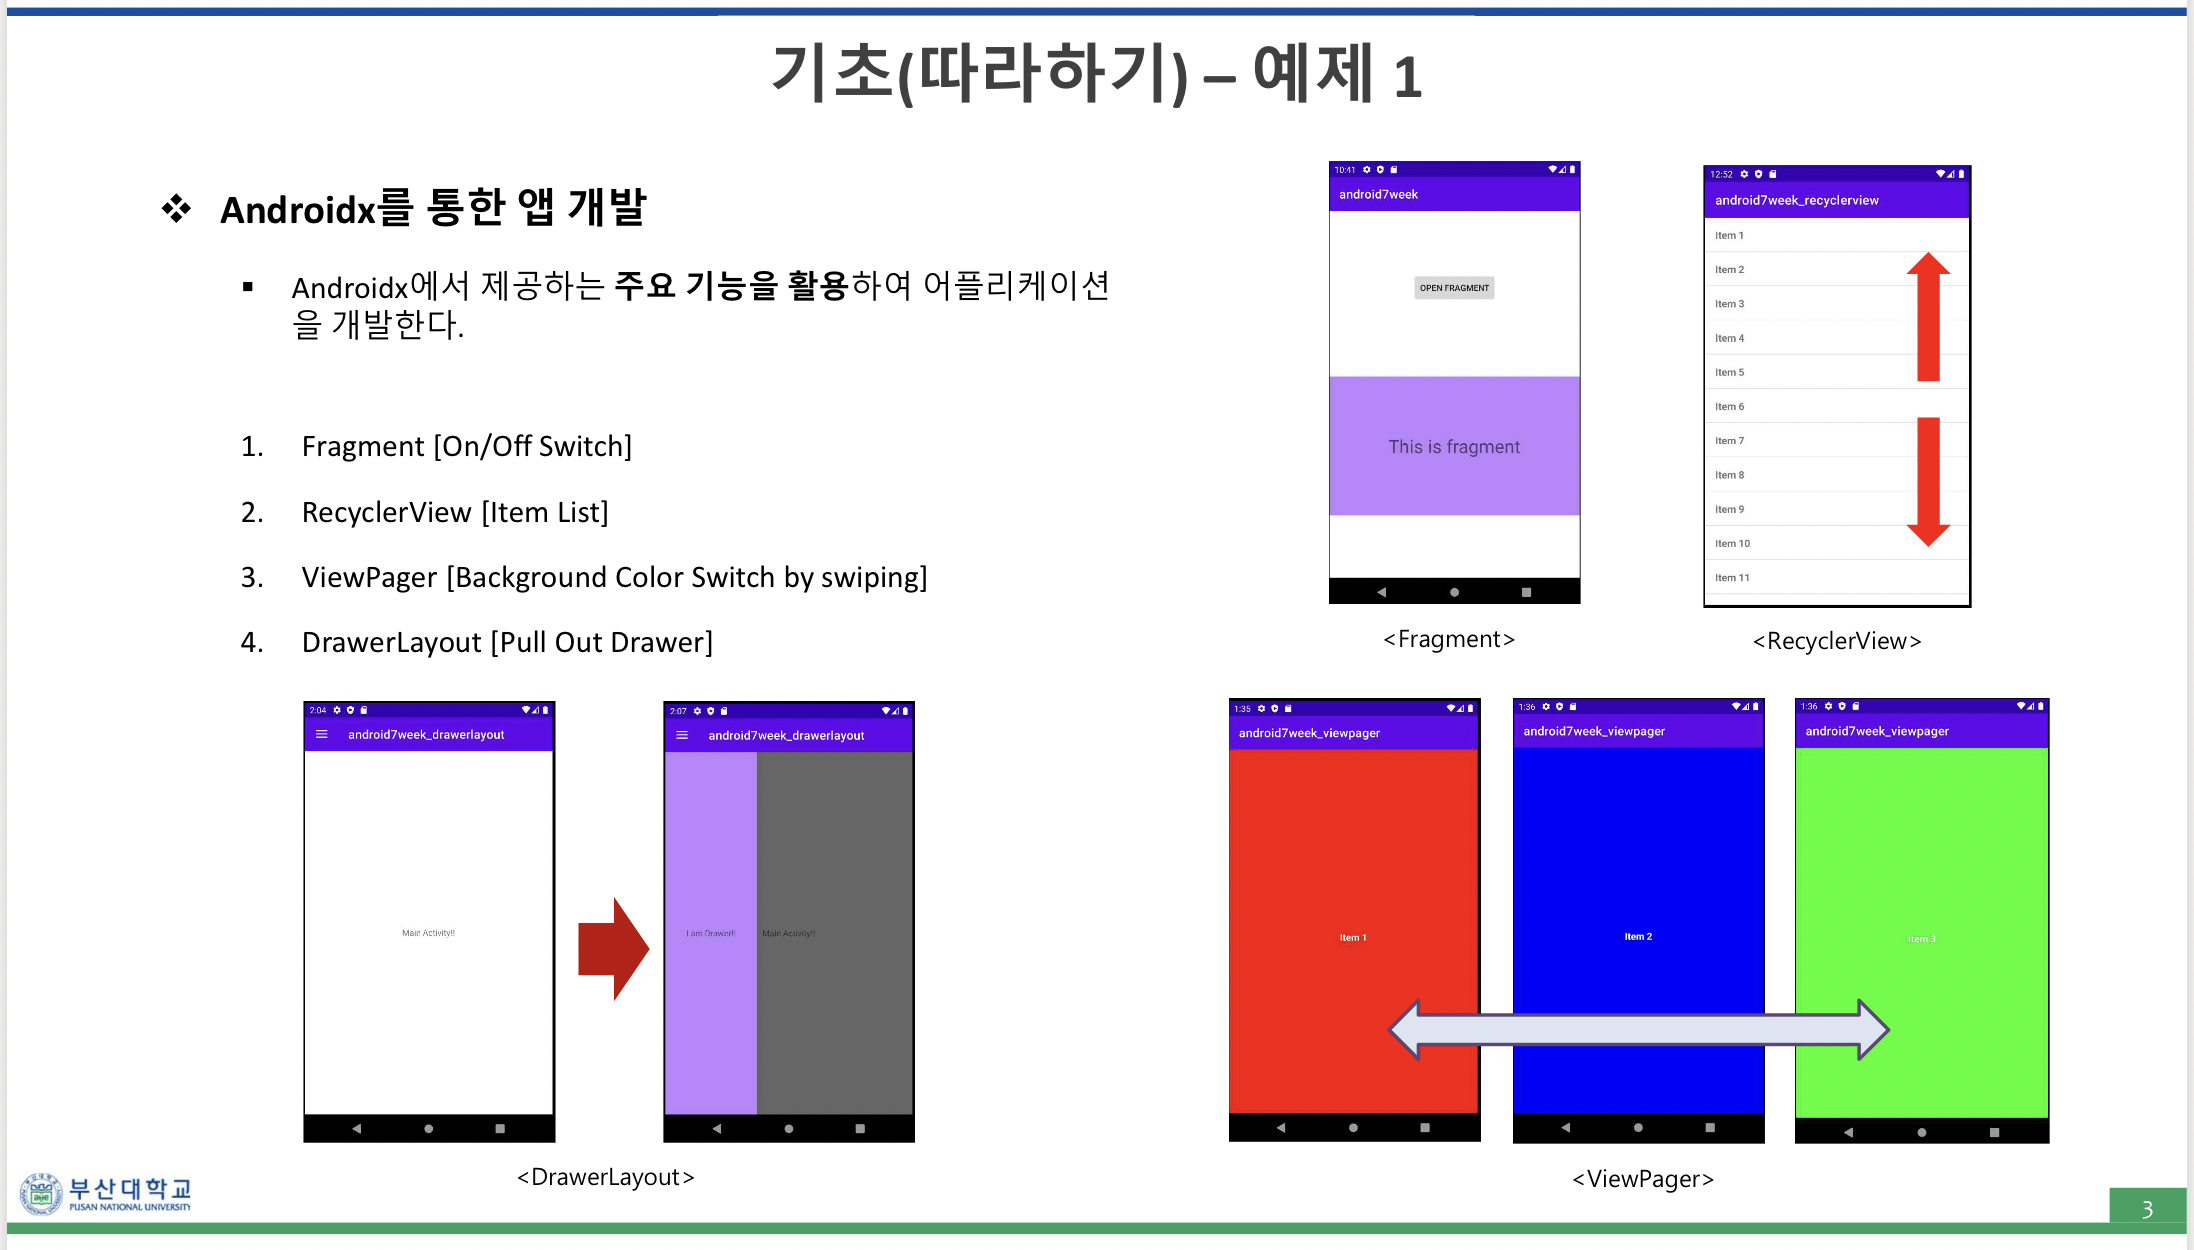 기초(따라하기) – 예제 1
❖ Androidx를 통한 앱 개발
▪ Androidx에서 제공하는 주요 기능을 활용하여 어플리케이션
을 개발한다.
1. Fragment [On/Off Switch]
2. RecyclerView [Item List]
3. ViewPager [Background Color Switch by swiping]
4. DrawerLayout [Pull Out Drawer]
10:41
android7week
OPEN FRAGMENT
This is fragment
<Fragment>
12:52
android7week_recyclerview
Item 1
Item 2
Item 3
Item 4
Item 5
Item 6
Item 7
Item 8
Item 9
Item 10
Item 11
<RecyclerView>
2:04
android7week_drawerlayout
Main Activity!!
2:07
android7week_drawerlayout
I am Drawer!! Main Activity!!
<DrawerLayout>
1:35
android7week_viewpager
Item 1
1:36
android7week_viewpager
Item 2
1:36
android7week_viewpager
Item 3
<ViewPager>
부산대학교
PUSAN NATIONAL UNIVERSITY
3